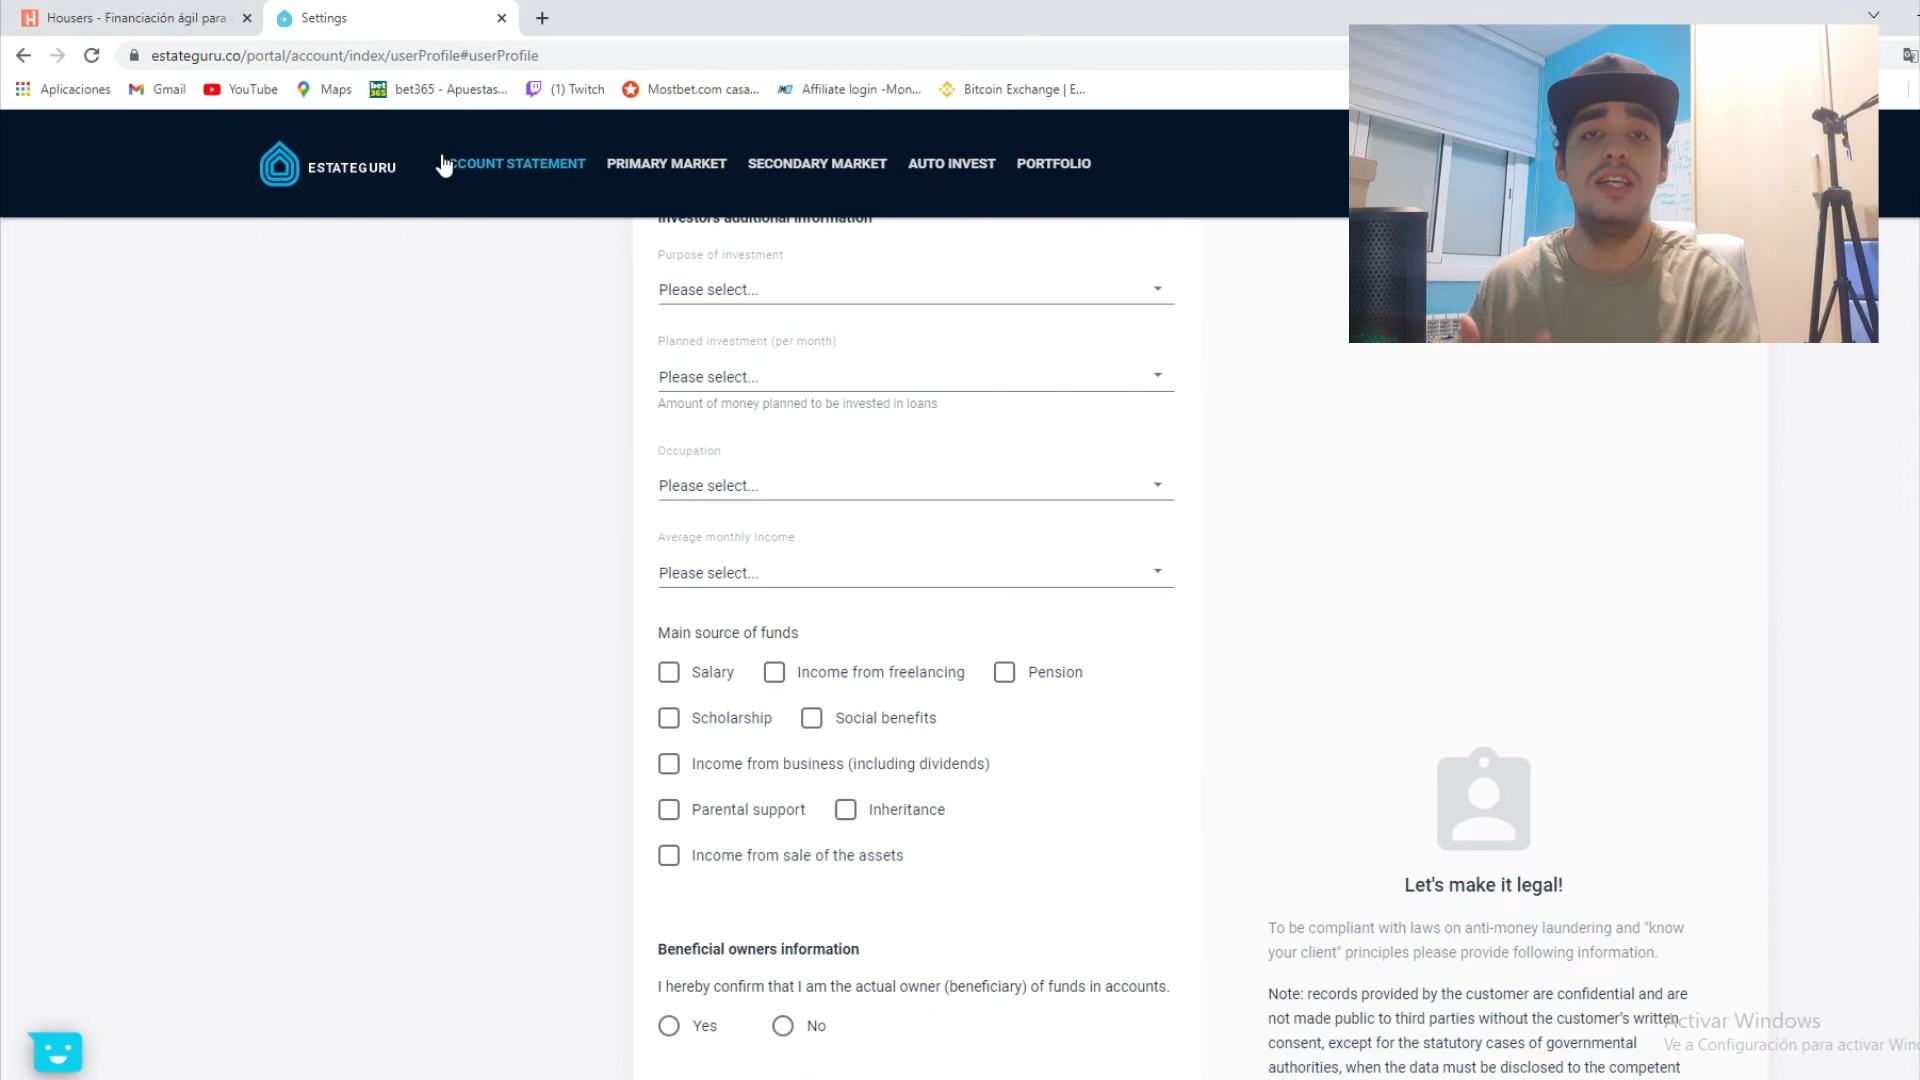 Housers - Financiación ágil para
Settings
estateguru.co/portal/account/index/userProfile#userProfile
Aplicaciones
Gmail
YouTube
Maps
bet365 - Apuestas...
(1) Twitch
Mostbet.com casa...
Affiliate login -Mon...
Bitcoin Exchange | E...
ESTATEGURU
CCOUNT STATEMENT
PRIMARY MARKET
SECONDARY MARKET
AUTO INVEST
PORTFOLIO
Investors additional information
Purpose of investment
Please select...
Planned investment (per month)
Please select...
Amount of money planned to be invested in loans
Occupation
Please select...
Average monthly income
Please select...
Main source of funds
Salary
Income from freelancing
Pension
Scholarship
Social benefits
Income from business (including dividends)
Parental support
Inheritance
Income from sale of the assets
Beneficial owners information
I hereby confirm that I am the actual owner (beneficiary) of funds in accounts.
Yes
No
Let's make it legal!
To be compliant with laws on anti-money laundering and "know
your client" principles please provide following information.
Note: records provided by the customer are confidential and are
not made public to third parties without the customer's written
consent, except for the statutory cases of governmental
authorities, when the data must be disclosed to the competent
Activar Windows
Ve a Configuración para activar Win